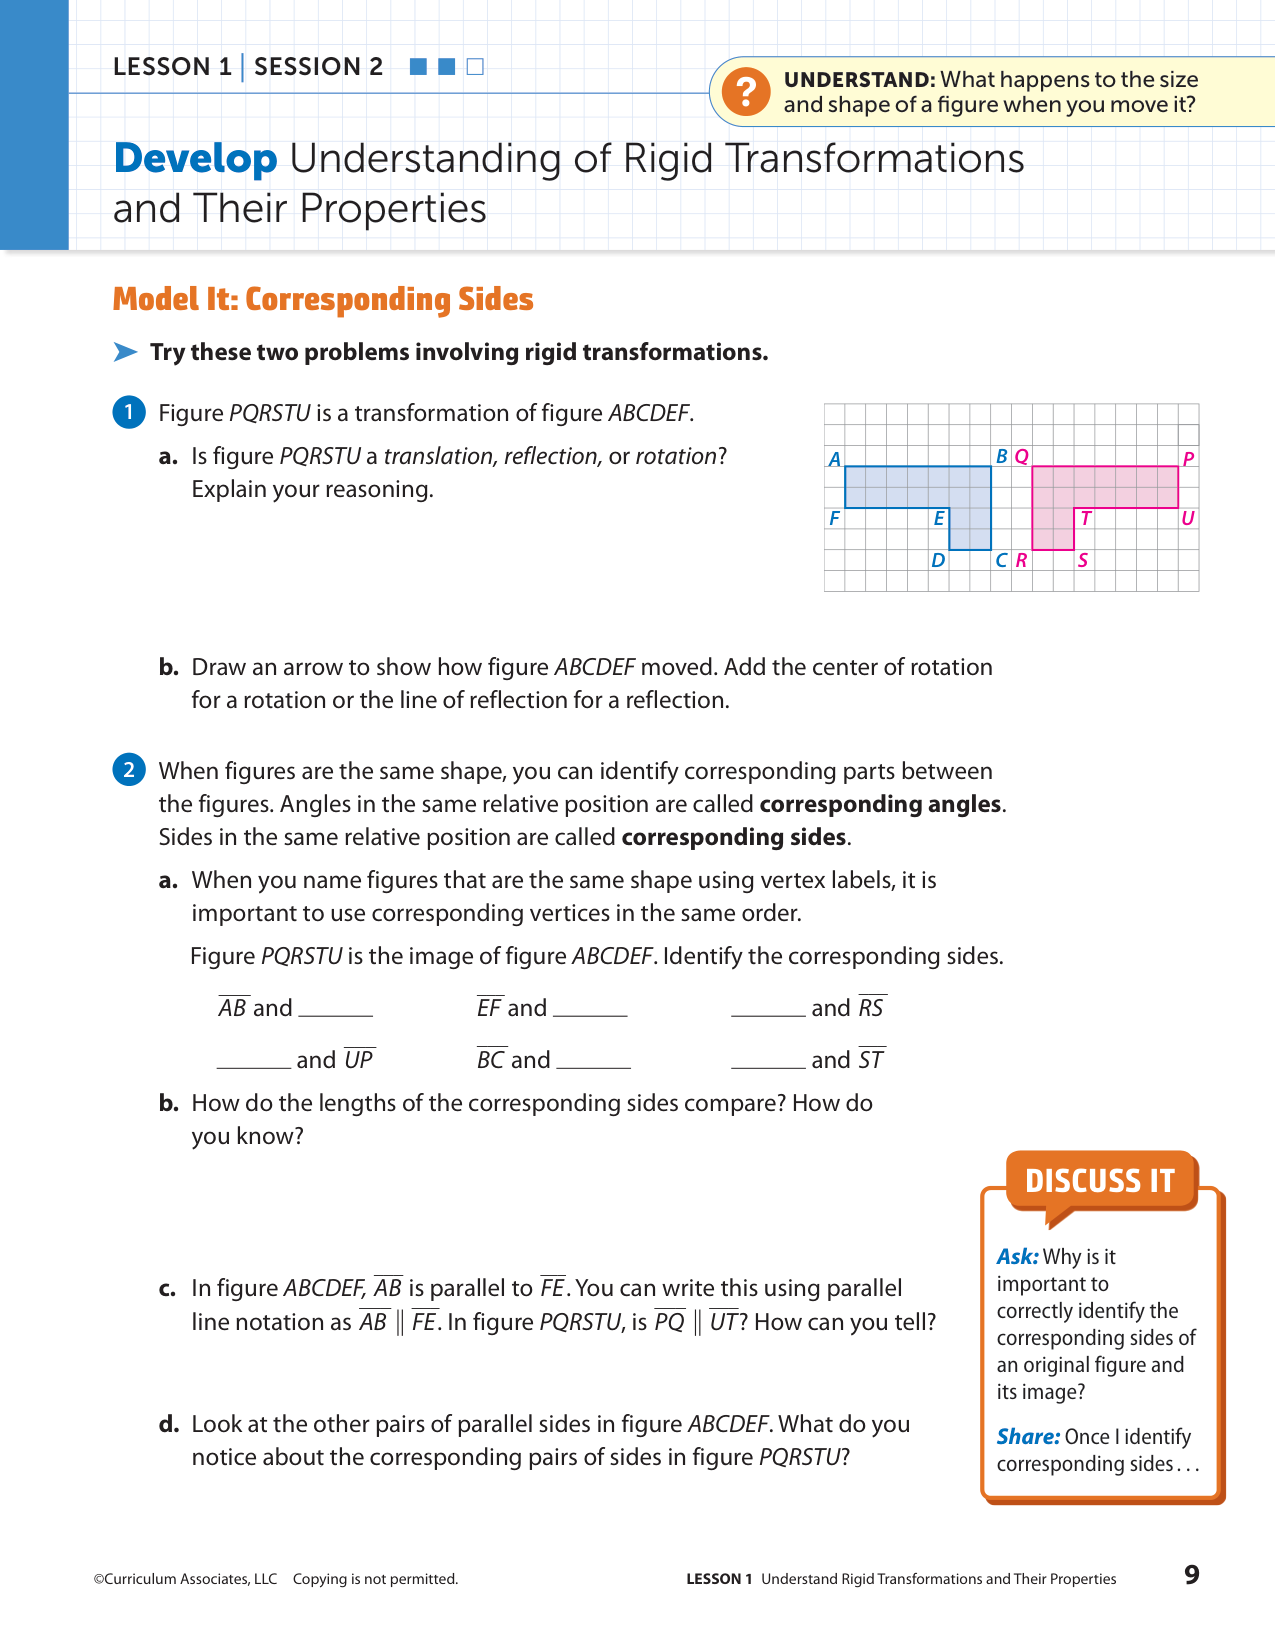 LESSON 1 | SESSION 2
? UNDERSTAND: What happens to the size
and shape of a figure when you move it?
Develop Understanding of Rigid Transformations
and Their Properties
Model It: Corresponding Sides
Try these two problems involving rigid transformations.
1 Figure PQRSTU is a transformation of figure ABCDEF.
a. Is figure PQRSTU a translation, reflection, or rotation?
Explain your reasoning.
A B Q P
F E T U
D C R S
b. Draw an arrow to show how figure ABCDEF moved. Add the center of rotation
for a rotation or the line of reflection for a reflection.
2 When figures are the same shape, you can identify corresponding parts between
the figures. Angles in the same relative position are called corresponding angles.
Sides in the same relative position are called corresponding sides.
a. When you name figures that are the same shape using vertex labels, it is
important to use corresponding vertices in the same order.
Figure PQRSTU is the image of figure ABCDEF. Identify the corresponding sides.
AB and ______ EF and ______ ______ and RS
______ and UP BC and ______ ______ and ST
b. How do the lengths of the corresponding sides compare? How do
you know?
c. In figure ABCDEF, AB is parallel to FE. You can write this using parallel
line notation as AB ∥ FE. In figure PQRSTU, is PQ ∥ UT? How can you tell?
d. Look at the other pairs of parallel sides in figure ABCDEF. What do you
notice about the corresponding pairs of sides in figure PQRSTU?
DISCUSS IT
Ask: Why is it
important to
correctly identify the
corresponding sides of
an original figure and
its image?
Share: Once I identify
corresponding sides . . .
©Curriculum Associates, LLC Copying is not permitted.
LESSON 1 Understand Rigid Transformations and Their Properties 9